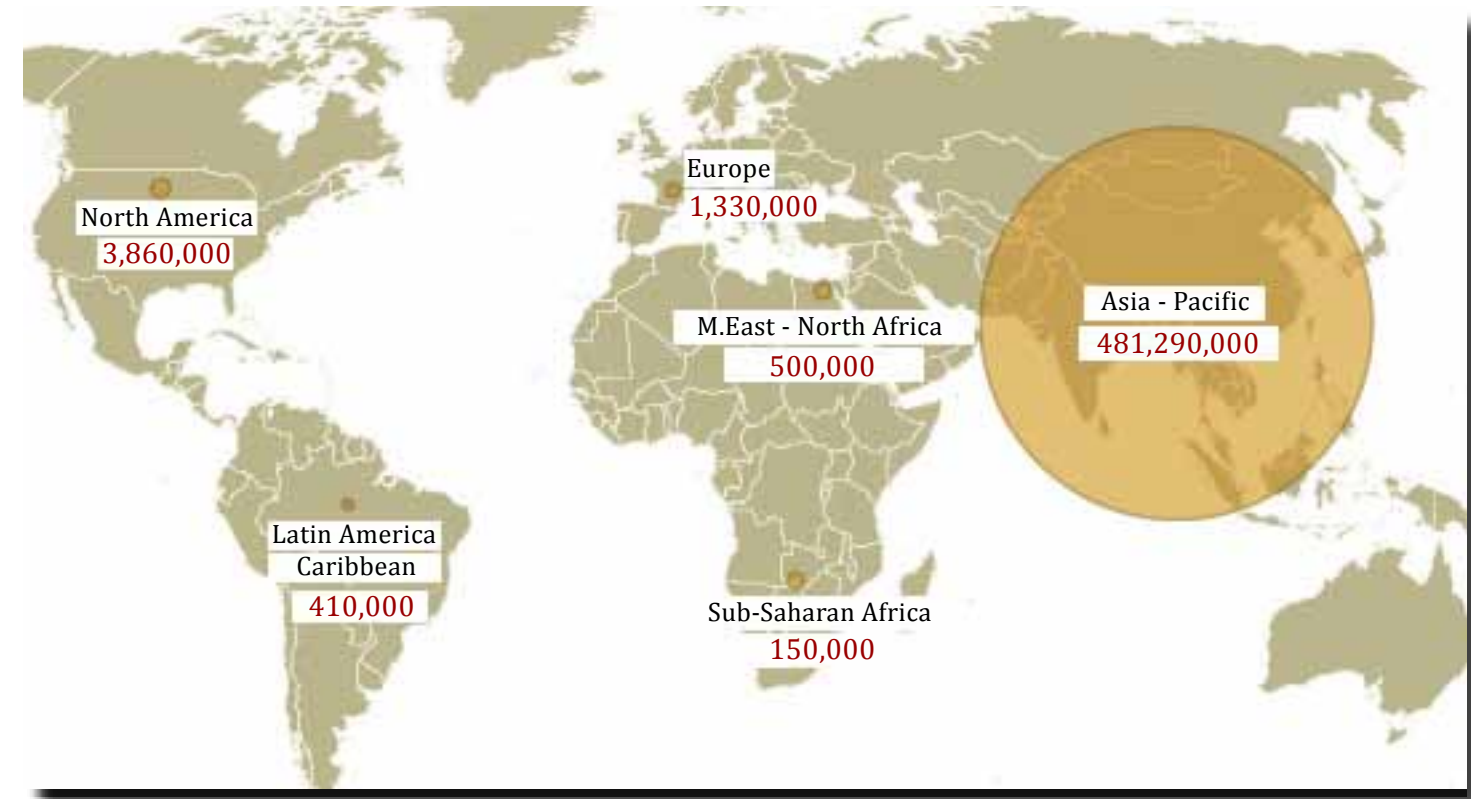 Europe
1,330,000
North America
3,860,000
Asia - Pacific
481,290,000
M.East - North Africa
500,000
Latin America
Caribbean
410,000
Sub-Saharan Africa
150,000